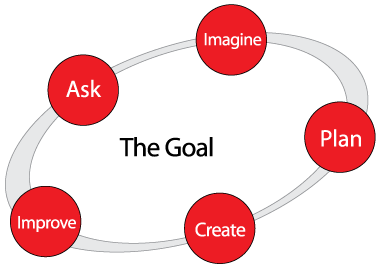 Imagine
Ask
Plan
The Goal
Improve
Create